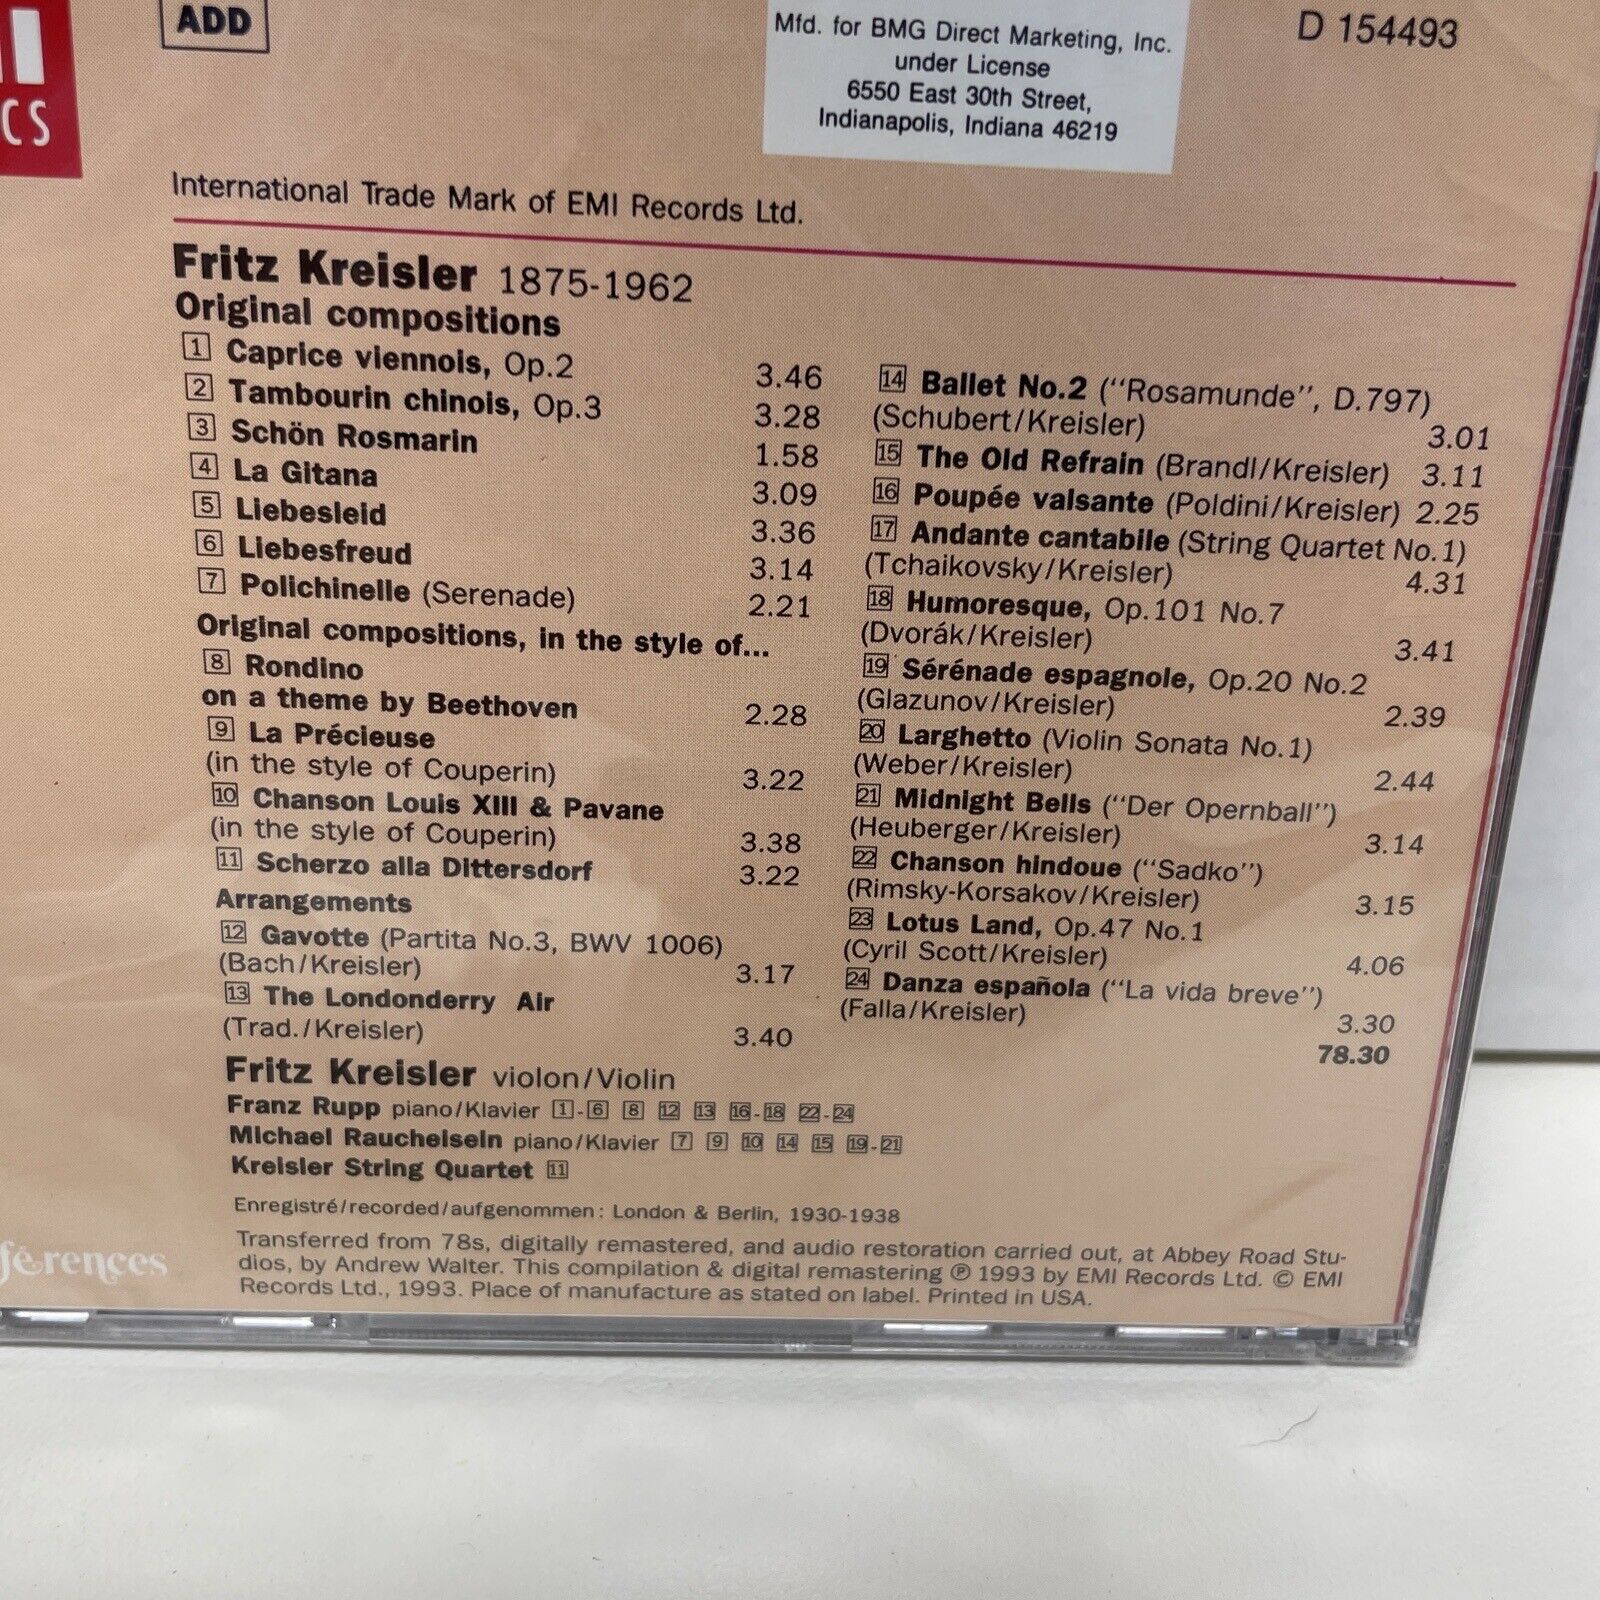 ADD
Mfd. for BMG Direct Marketing, Inc.
under License
6550 East 30th Street,
Indianapolis, Indiana 46219
D 154493
CS
International Trade Mark of EMI Records Ltd.
Fritz Kreisler 1875-1962
Original compositions
1 Caprice viennois, Op.2 3.46
2 Tambourin chinois, Op.3 3.28
3 Schön Rosmarin 1.58
4 La Gitana 3.09
5 Liebesleid 3.36
6 Liebesfreud 3.14
7 Polichinelle (Serenade) 2.21
Original compositions, in the style of...
8 Rondino
on a theme by Beethoven 2.28
9 La Précieuse
(in the style of Couperin) 3.22
10 Chanson Louis XIII & Pavane
(in the style of Couperin) 3.38
11 Scherzo alla Dittersdorf 3.22
Arrangements
12 Gavotte (Partita No.3, BWV 1006)
(Bach/Kreisler) 3.17
13 The Londonderry Air
(Trad./Kreisler) 3.40
14 Ballet No.2 ("Rosamunde", D.797)
(Schubert/Kreisler) 3.01
15 The Old Refrain (Brandl/Kreisler) 3.11
16 Poupée valsante (Poldini/Kreisler) 2.25
17 Andante cantabile (String Quartet No.1)
(Tchaikovsky/Kreisler) 4.31
18 Humoresque, Op.101 No.7
(Dvorák/Kreisler) 3.41
19 Sérénade espagnole, Op.20 No.2
(Glazunov/Kreisler) 2.39
20 Larghetto (Violin Sonata No.1)
(Weber/Kreisler) 2.44
21 Midnight Bells ("Der Opernball")
(Heuberger/Kreisler) 3.14
22 Chanson hindoue ("Sadko")
(Rimsky-Korsakov/Kreisler) 3.15
23 Lotus Land, Op.47 No.1
(Cyril Scott/Kreisler) 4.06
24 Danza española ("La vida breve")
(Falla/Kreisler) 3.30
78.30
Fritz Kreisler violon/Violin
Franz Rupp piano/Klavier 1-6 8 12 13 16-18 22-24
Michael Raucheisein piano/Klavier 7 9 10 14 15 19-21
Kreisler String Quartet 11
Enregistré/recorded/aufgenommen: London & Berlin, 1930-1938
Transferred from 78s, digitally remastered, and audio restoration carried out, at Abbey Road Stu-
dios, by Andrew Walter. This compilation & digital remastering ℗ 1993 by EMI Records Ltd. © EMI
Records Ltd., 1993. Place of manufacture as stated on label. Printed in USA.
férences